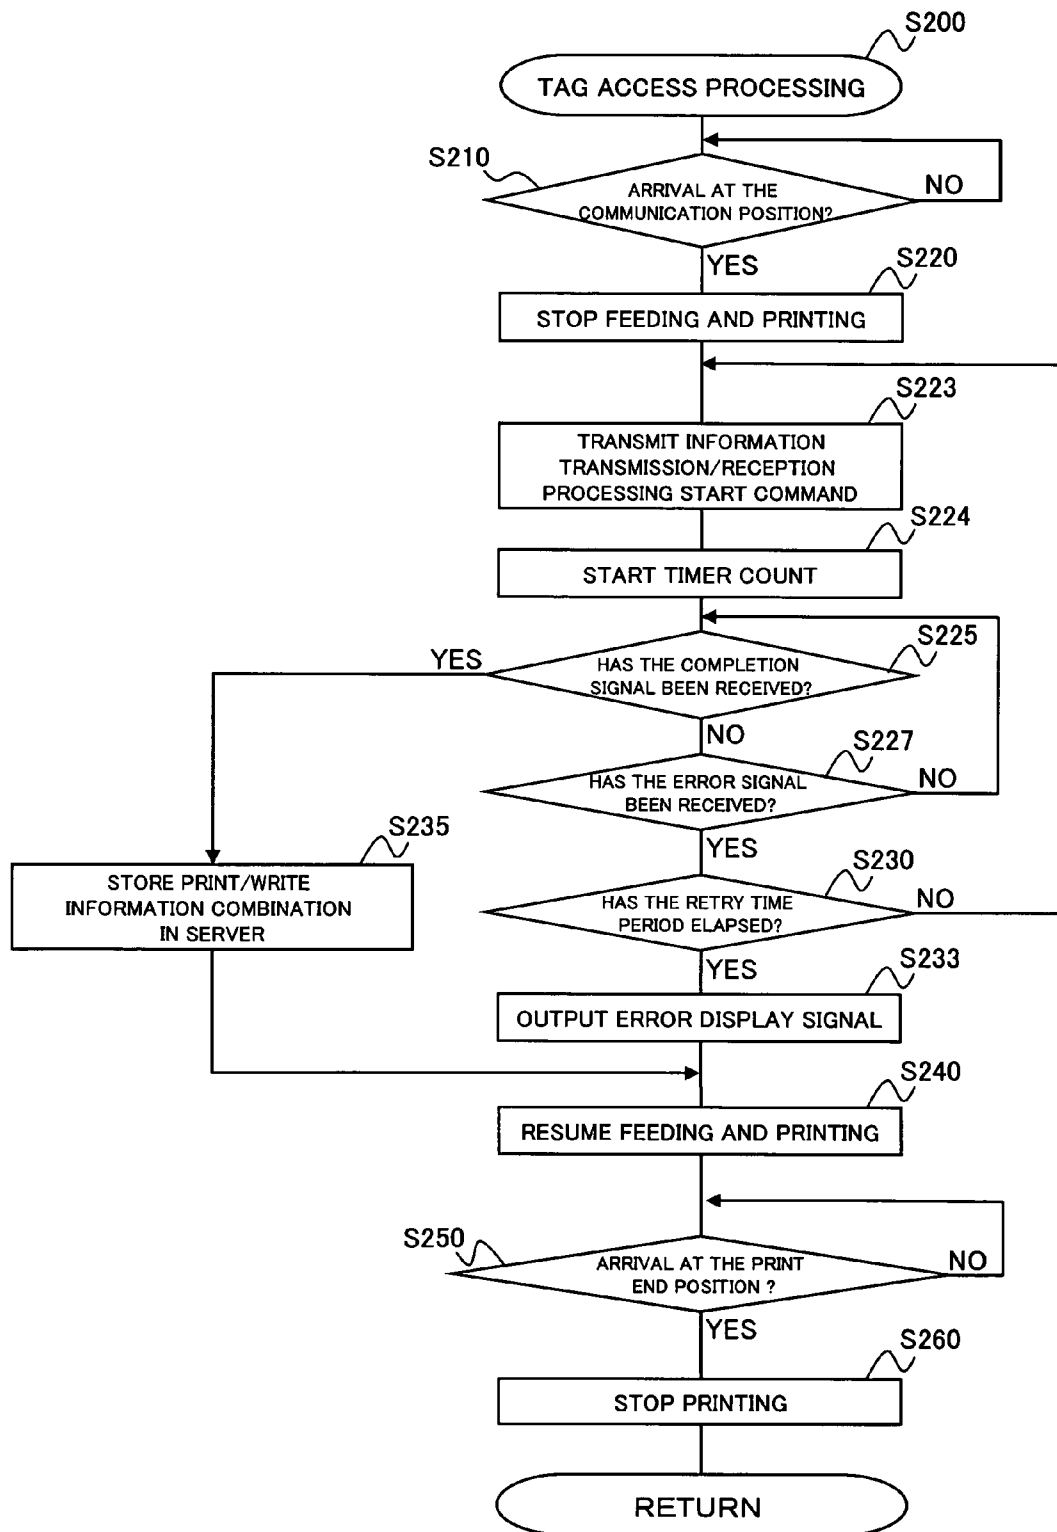 S200
TAG ACCESS PROCESSING
S210
ARRIVAL AT THE
COMMUNICATION POSITION?
NO
YES
S220
STOP FEEDING AND PRINTING
S223
TRANSMIT INFORMATION
TRANSMISSION/RECEPTION
PROCESSING START COMMAND
S224
START TIMER COUNT
YES
HAS THE COMPLETION
SIGNAL BEEN RECEIVED?
S225
NO
S227
HAS THE ERROR SIGNAL
BEEN RECEIVED?
NO
YES
S235
STORE PRINT/WRITE
INFORMATION COMBINATION
IN SERVER
S230
HAS THE RETRY TIME
PERIOD ELAPSED?
NO
YES
S233
OUTPUT ERROR DISPLAY SIGNAL
S240
RESUME FEEDING AND PRINTING
S250
ARRIVAL AT THE PRINT
END POSITION ?
NO
YES
S260
STOP PRINTING
RETURN